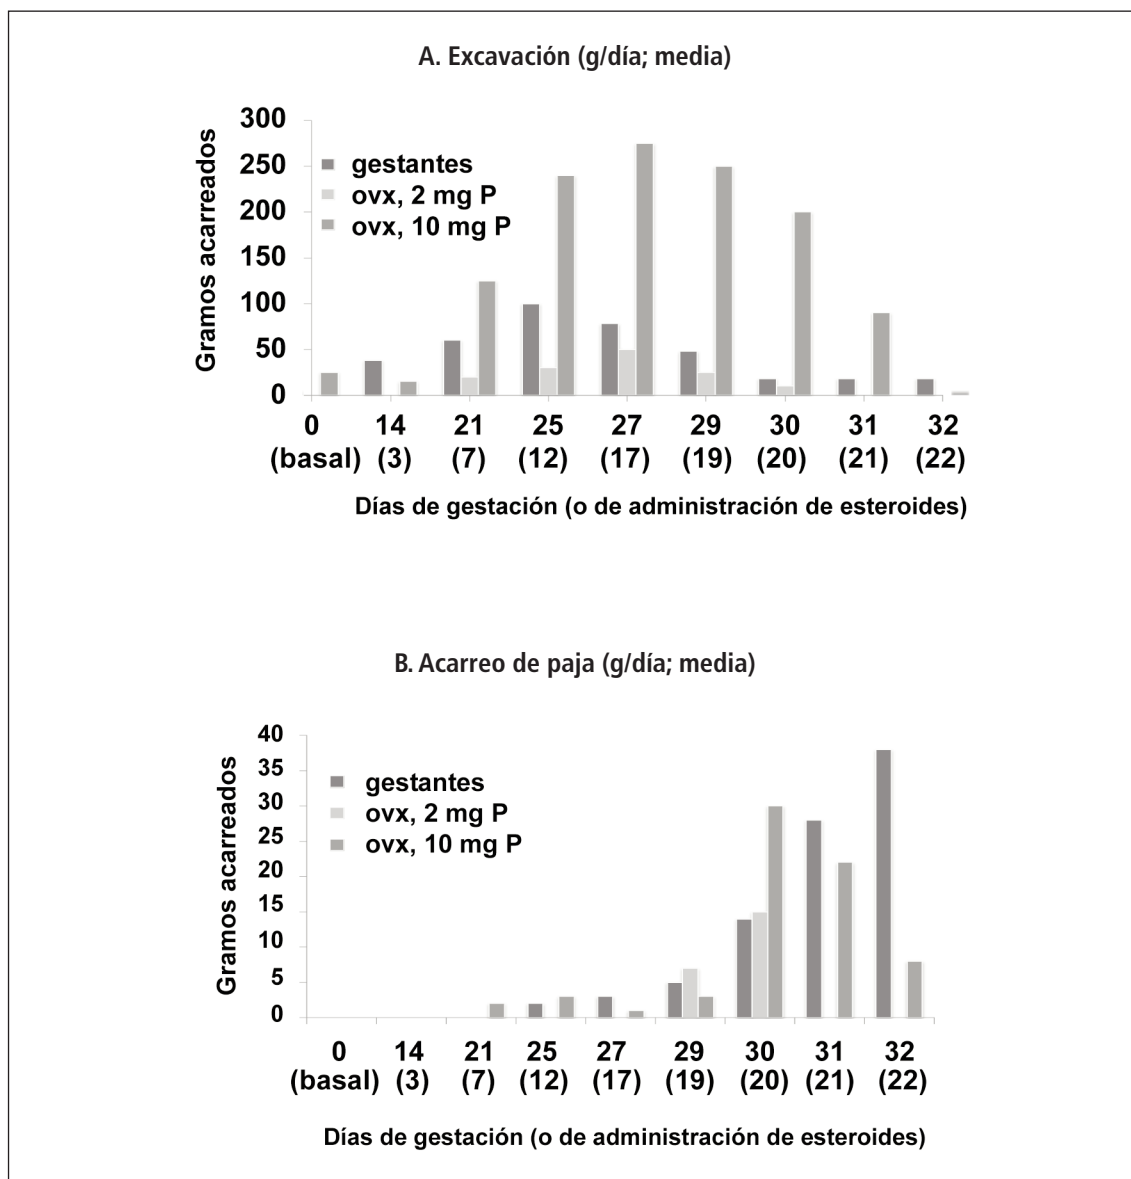 A. Excavación (g/día; media)
Gramos acarreados
300
250
200
150
100
50
0
gestantes
ovx, 2 mg P
ovx, 10 mg P
0 14 21 25 27 29 30 31 32
(basal) (3) (7) (12) (17) (19) (20) (21) (22)
Días de gestación (o de administración de esteroides)
B. Acarreo de paja (g/día; media)
Gramos acarreados
40
35
30
25
20
15
10
5
0
gestantes
ovx, 2 mg P
ovx, 10 mg P
0 14 21 25 27 29 30 31 32
(basal) (3) (7) (12) (17) (19) (20) (21) (22)
Días de gestación (o de administración de esteroides)